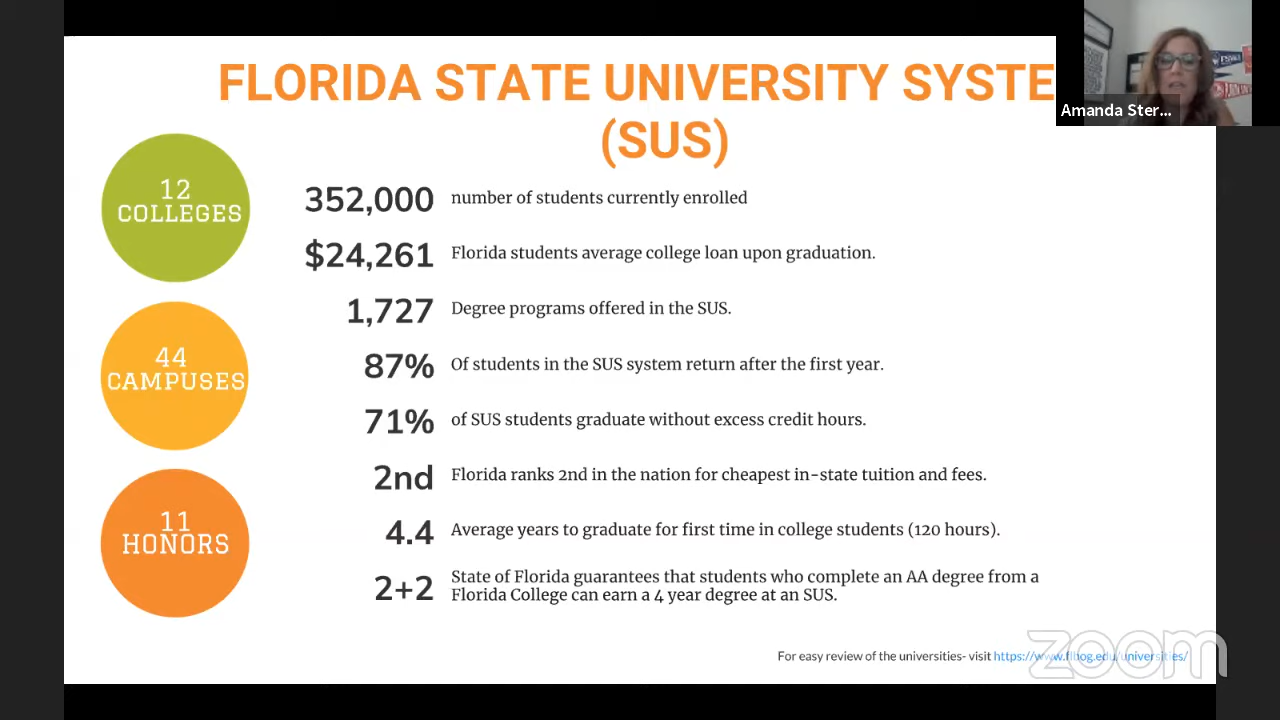 FLORIDA STATE UNIVERSITY SYSTE
(SUS)
Amanda Ster...
12
COLLEGES
44
CAMPUSES
11
HONORS
352,000 number of students currently enrolled
$24,261 Florida students average college loan upon graduation.
1,727 Degree programs offered in the SUS.
87% Of students in the SUS system return after the first year.
71% of SUS students graduate without excess credit hours.
2nd Florida ranks 2nd in the nation for cheapest in-state tuition and fees.
4.4 Average years to graduate for first time in college students (120 hours).
2+2 State of Florida guarantees that students who complete an AA degree from a
Florida College can earn a 4 year degree at an SUS.
For easy review of the universities- visit https://www.flbog.edu/universities/
zoom